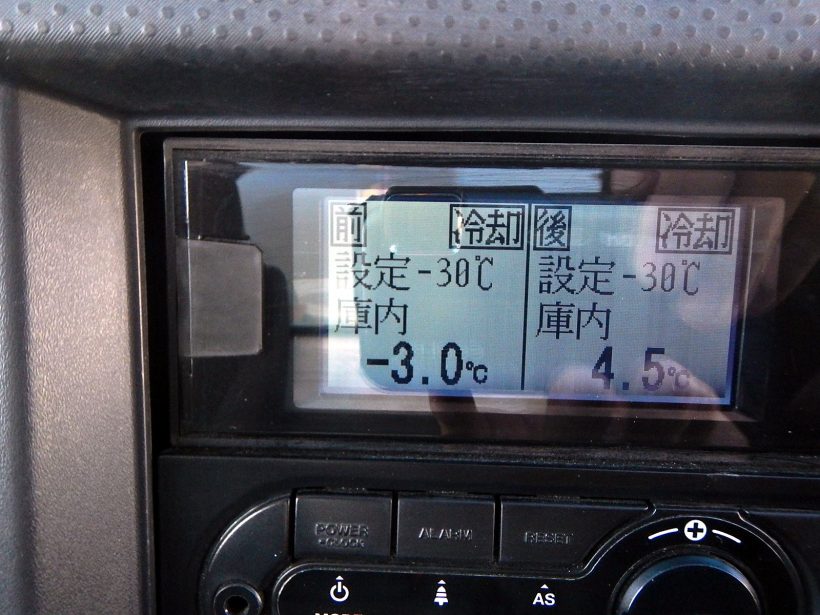 前 冷却 後 冷却
設定-30℃ 設定-30℃
庫内 庫内
-3.0℃ 4.5℃
POWER ALARM RESET
AS